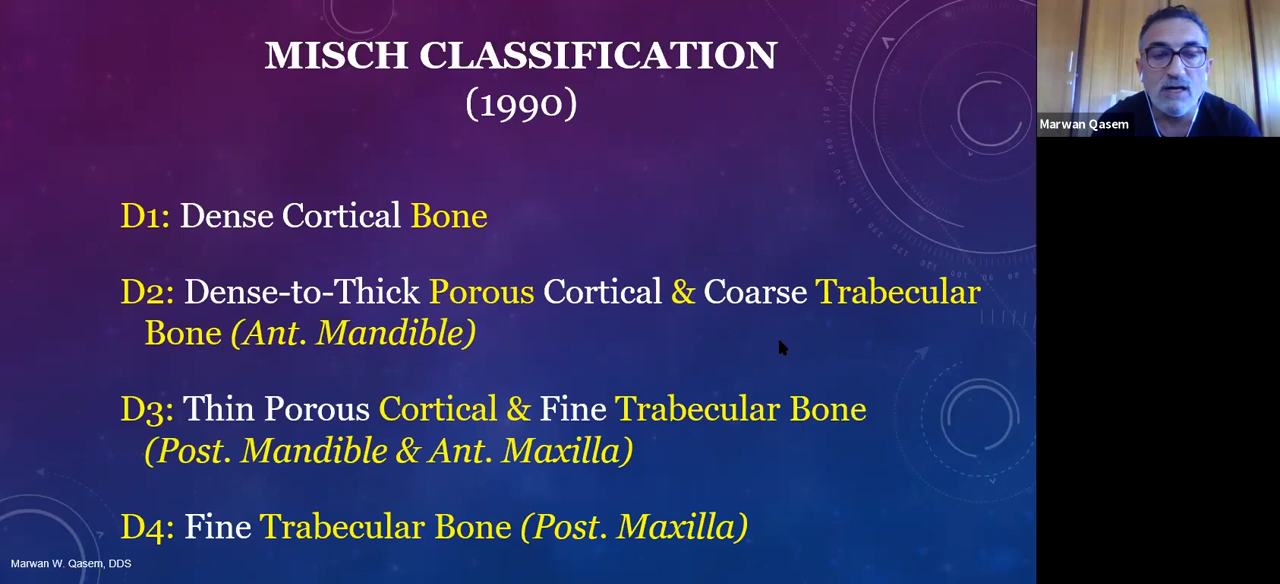 MISCH CLASSIFICATION
(1990)
D1: Dense Cortical Bone
D2: Dense-to-Thick Porous Cortical & Coarse Trabecular
Bone (Ant. Mandible)
D3: Thin Porous Cortical & Fine Trabecular Bone
(Post. Mandible & Ant. Maxilla)
D4: Fine Trabecular Bone (Post. Maxilla)
Marwan W. Qasem, DDS
Marwan Qasem